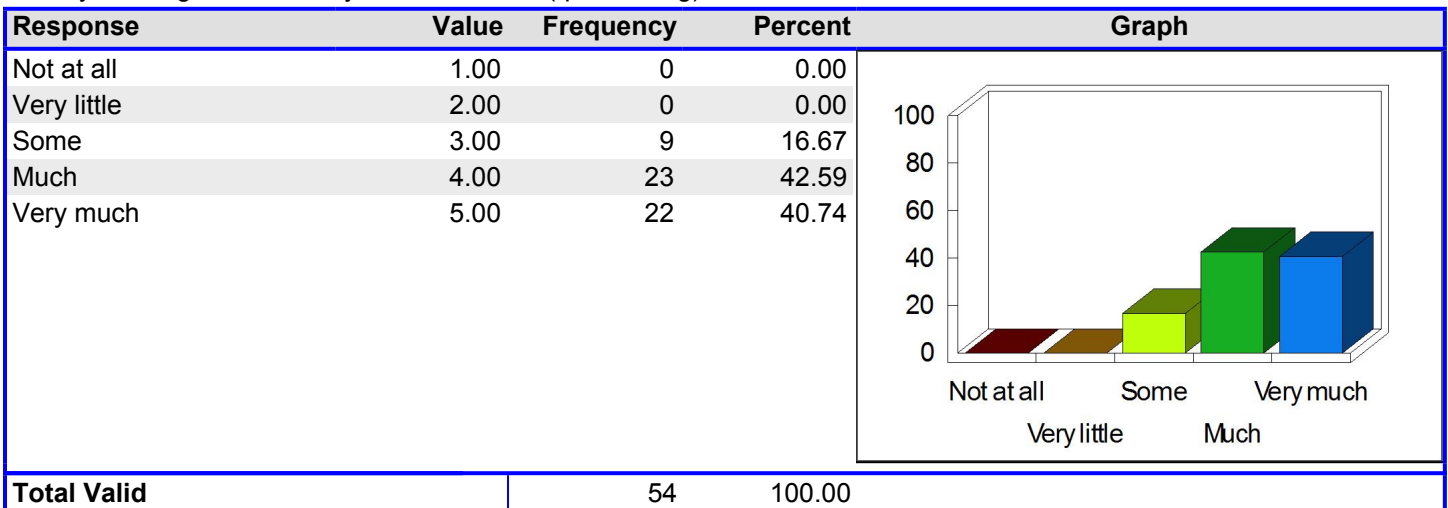 Response Value Frequency Percent Graph
Not at all 1.00 0 0.00
Very little 2.00 0 0.00
Some 3.00 9 16.67
Much 4.00 23 42.59
Very much 5.00 22 40.74
100
80
60
40
20
0
Not at all Some Very much
Very little Much
Total Valid 54 100.00